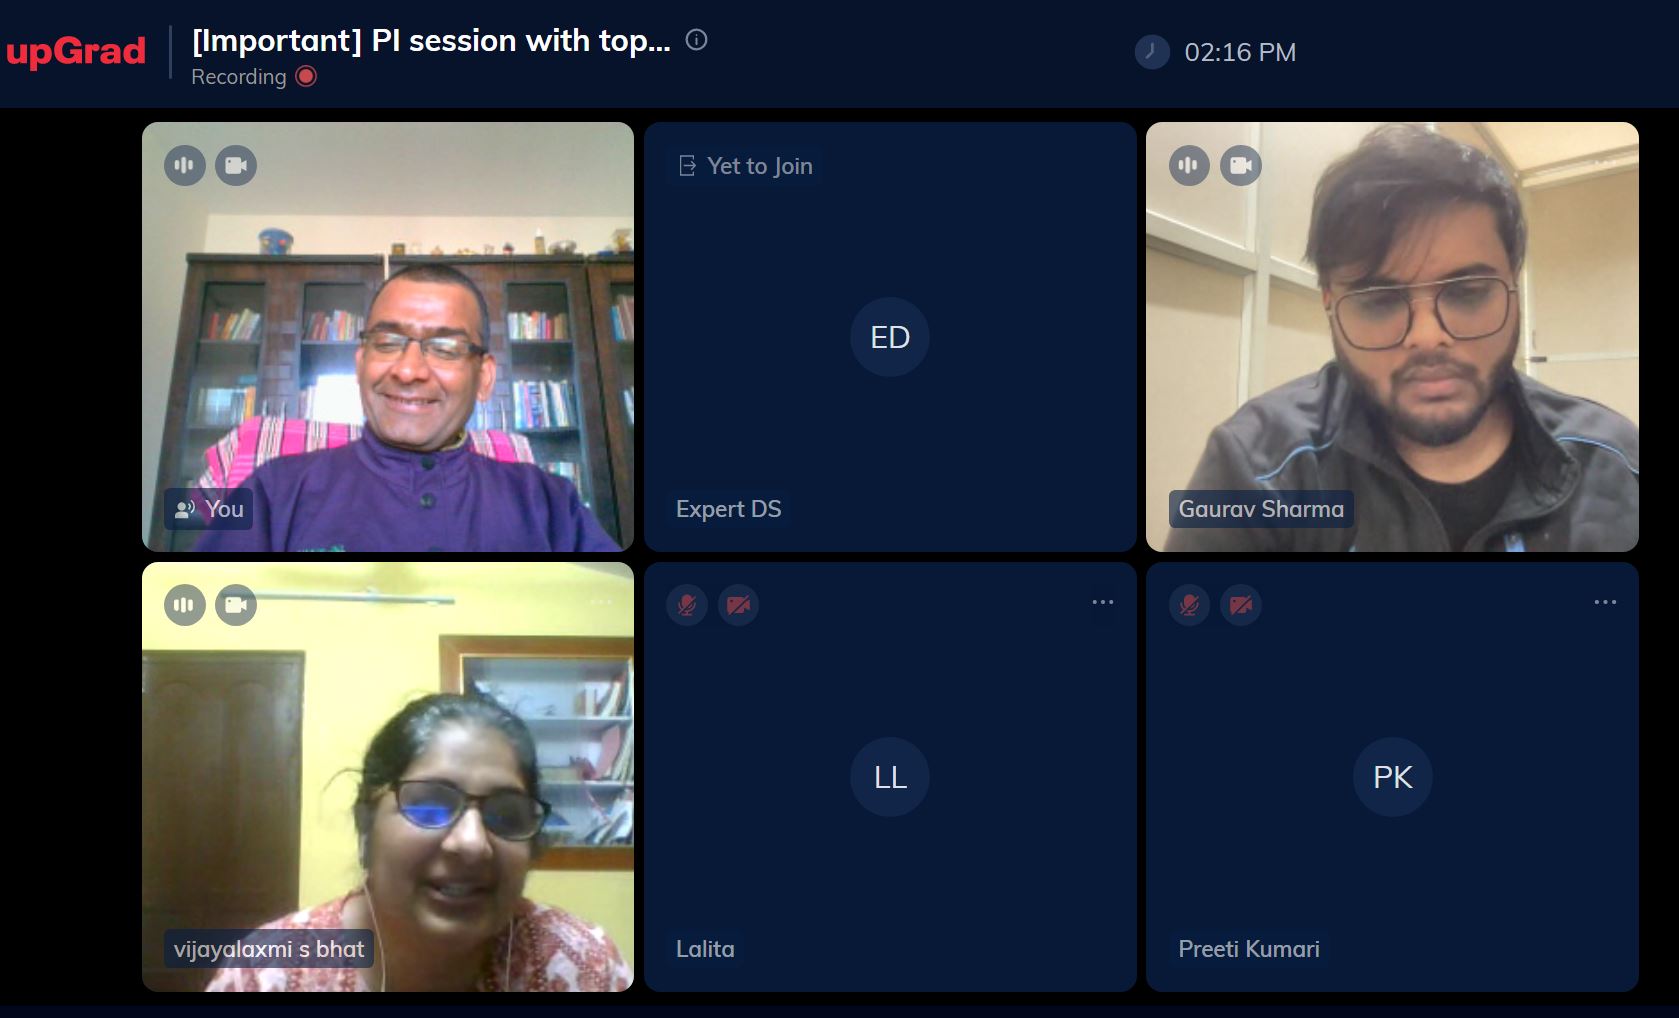 upGrad
[Important] PI session with top...
Recording
02:16 PM
You
Yet to Join
ED
Expert DS
Gaurav Sharma
vijayalaxmi s bhat
LL
Lalita
PK
Preeti Kumari